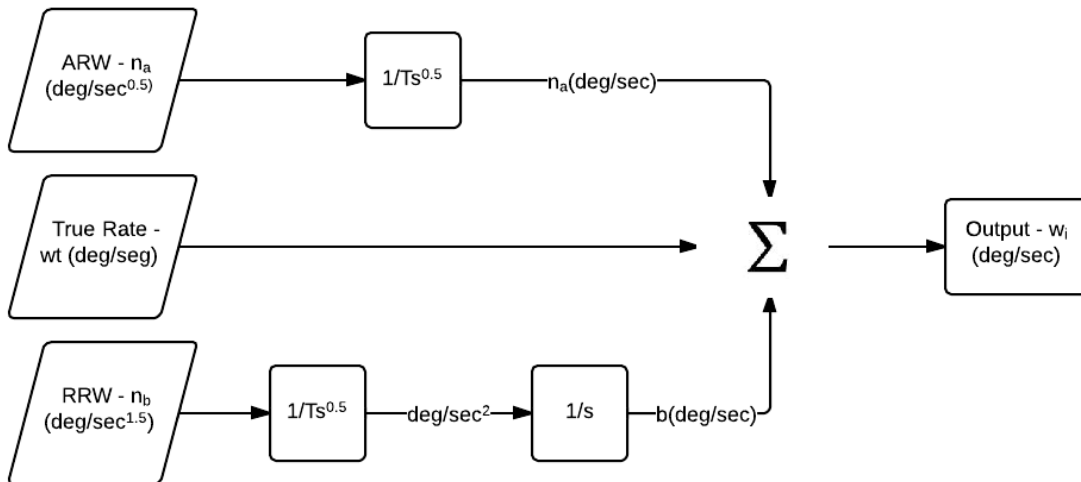 ARW - nₐ
(deg/sec⁰·⁵⁾
1/Ts⁰·⁵
nₐ(deg/sec)
True Rate -
wt (deg/seg)
Σ
Output - wᵢ
(deg/sec)
RRW - n_b
(deg/sec¹·⁵)
1/Ts⁰·⁵
deg/sec²
1/s
b(deg/sec)